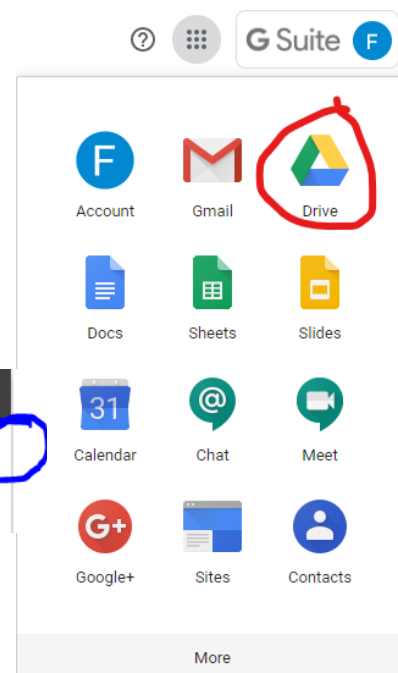 G Suite F
F
Account Gmail Drive
Docs Sheets Slides
31 @
Calendar Chat Meet
G+
Google+ Sites Contacts
More